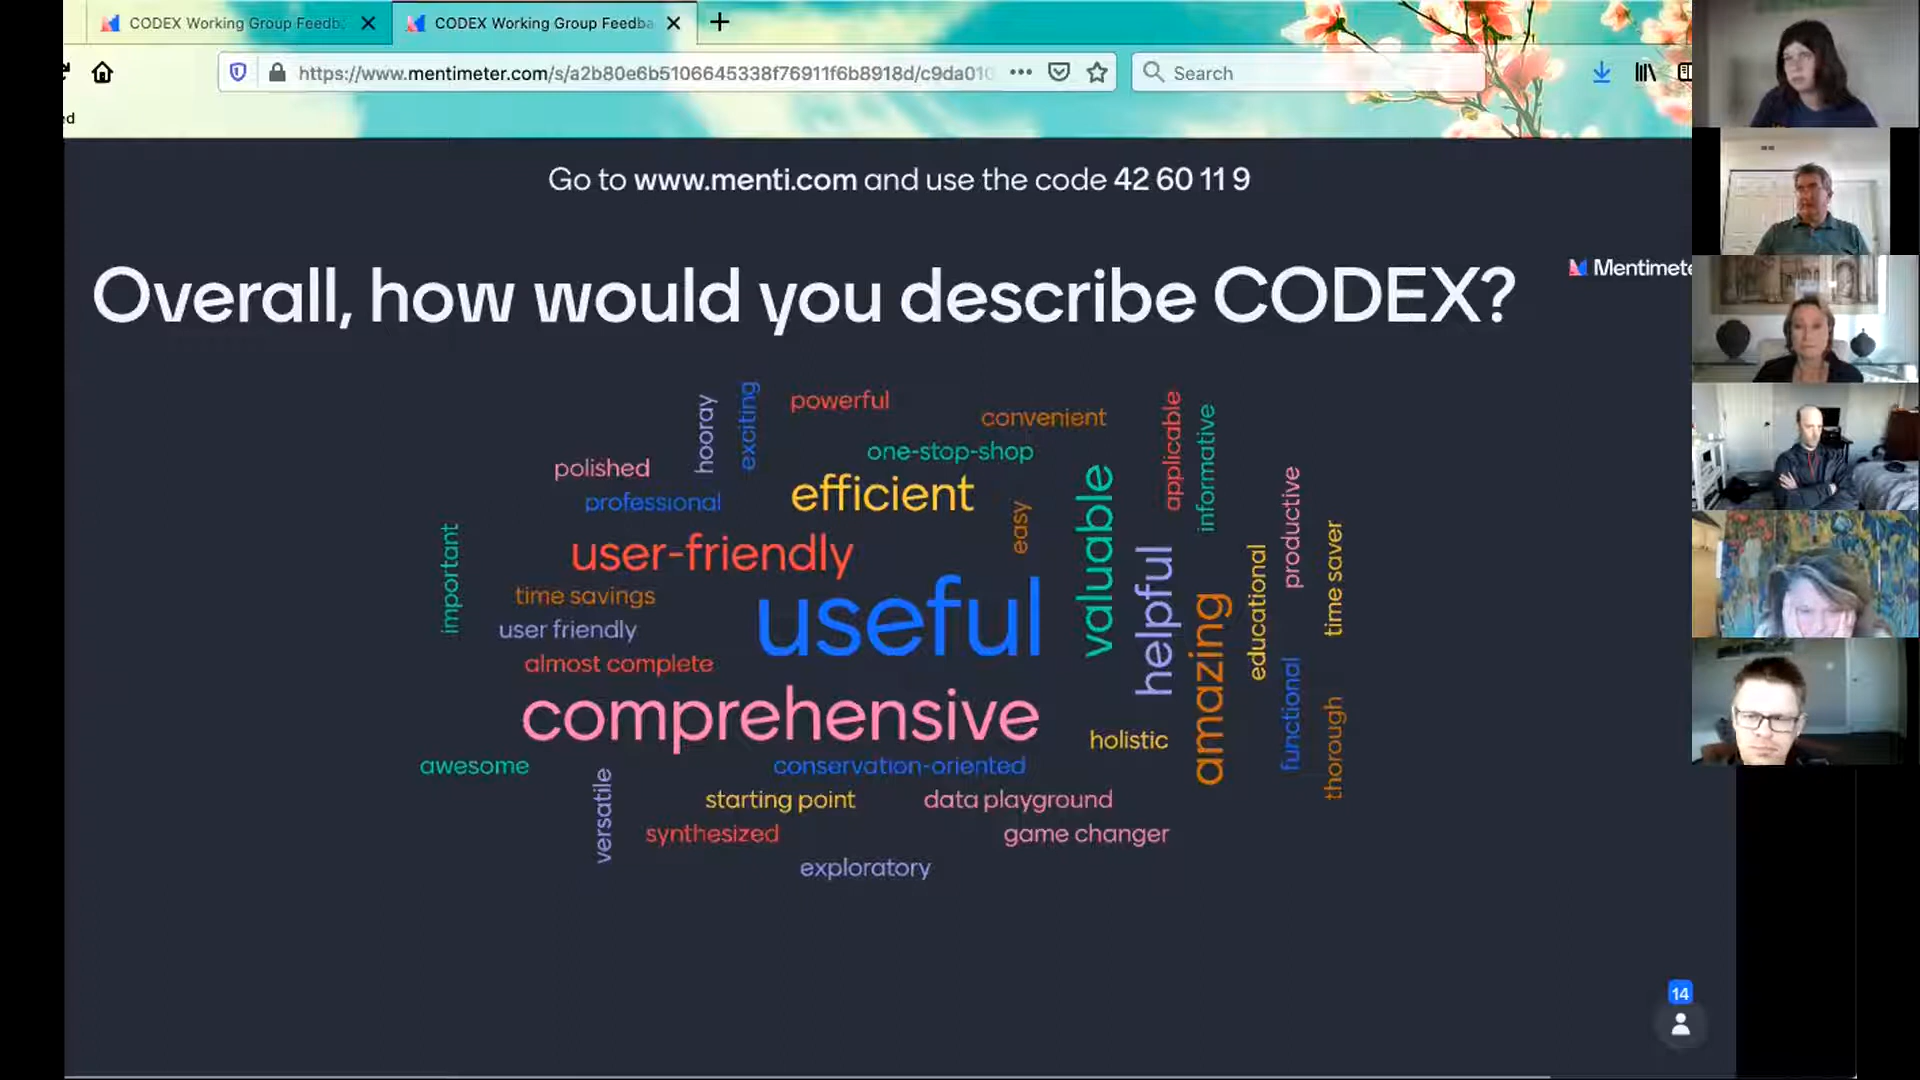 CODEX Working Group Feedb
CODEX Working Group Feedba
https://www.mentimeter.com/s/a2b80e6b5106645338f76911f6b8918d/c9da010
Search
ed
Go to www.menti.com and use the code 42 60 11 9
Overall, how would you describe CODEX?
Mentimete
hooray
exciting
powerful
convenient
applicable
informative
one-stop-shop
polished
professional
efficient
easy
valuable
productive
important
user-friendly
time saver
helpful
educational
time savings
useful
amazing
user friendly
almost complete
functional
comprehensive
thorough
holistic
awesome
conservation-oriented
versatile
starting point
data playground
synthesized
game changer
exploratory
14